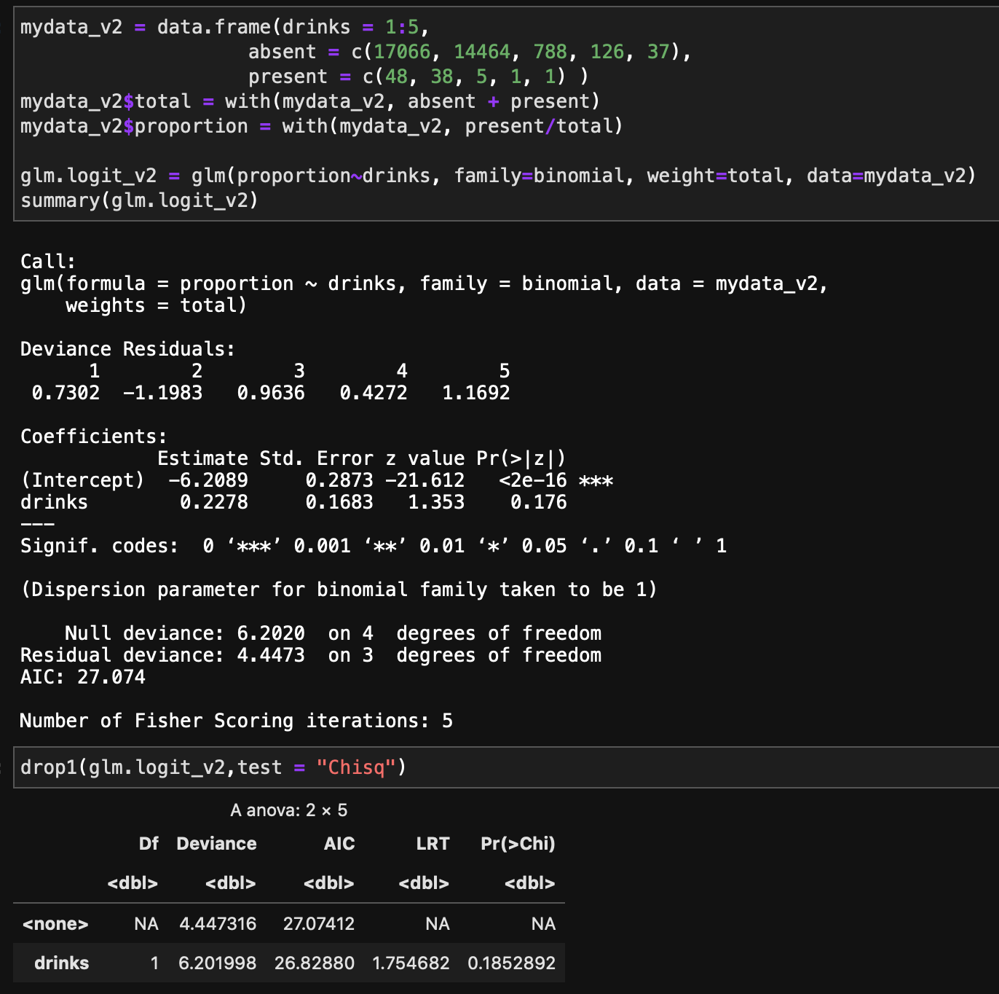 mydata_v2 = data.frame(drinks = 1:5,
absent = c(17066, 14464, 788, 126, 37),
present = c(48, 38, 5, 1, 1) )
mydata_v2$total = with(mydata_v2, absent + present)
mydata_v2$proportion = with(mydata_v2, present/total)
glm.logit_v2 = glm(proportion~drinks, family=binomial, weight=total, data=mydata_v2)
summary(glm.logit_v2)
Call:
glm(formula = proportion ~ drinks, family = binomial, data = mydata_v2,
weights = total)
Deviance Residuals:
1 2 3 4 5
0.7302 -1.1983 0.9636 0.4272 1.1692
Coefficients:
Estimate Std. Error z value Pr(>|z|)
(Intercept) -6.2089 0.2873 -21.612 <2e-16 ***
drinks 0.2278 0.1683 1.353 0.176
---
Signif. codes: 0 ‘***’ 0.001 ‘**’ 0.01 ‘*’ 0.05 ‘.’ 0.1 ‘ ’ 1
(Dispersion parameter for binomial family taken to be 1)
Null deviance: 6.2020 on 4 degrees of freedom
Residual deviance: 4.4473 on 3 degrees of freedom
AIC: 27.074
Number of Fisher Scoring iterations: 5
drop1(glm.logit_v2,test = "Chisq")
A anova: 2 × 5
Df Deviance AIC LRT Pr(>Chi)
<dbl> <dbl> <dbl> <dbl> <dbl>
<none> NA 4.447316 27.07412 NA NA
drinks 1 6.201998 26.82880 1.754682 0.1852892